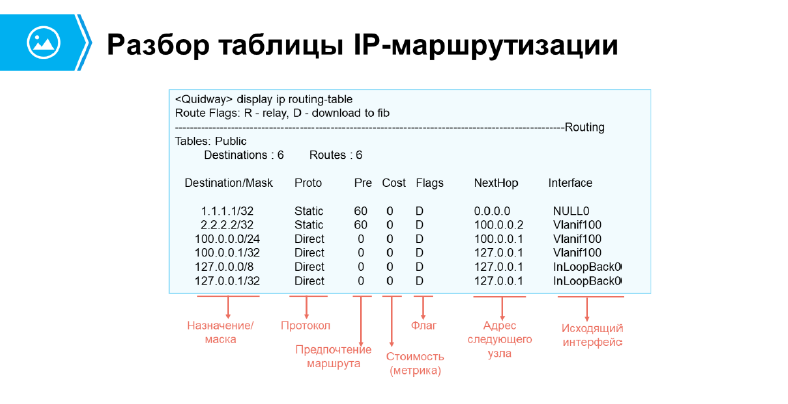 Разбор таблицы IP-маршрутизации
<Quidway> display ip routing-table
Route Flags: R - relay, D - download to fib
------------------------------------------------------------------------------------------------------------Routing
Tables: Public
Destinations : 6 Routes : 6
Destination/Mask Proto Pre Cost Flags NextHop Interface
1.1.1.1/32 Static 60 0 D 0.0.0.0 NULL0
2.2.2.2/32 Static 60 0 D 100.0.0.2 Vlanif100
100.0.0.0/24 Direct 0 0 D 100.0.0.1 Vlanif100
100.0.0.1/32 Direct 0 0 D 127.0.0.1 Vlanif100
127.0.0.0/8 Direct 0 0 D 127.0.0.1 InLoopBack0
127.0.0.1/32 Direct 0 0 D 127.0.0.1 InLoopBack0
Назначение/
маска
Протокол
Предпочтение
маршрута
Стоимость
(метрика)
Флаг
Адрес
следующего
узла
Исходящий
интерфейс